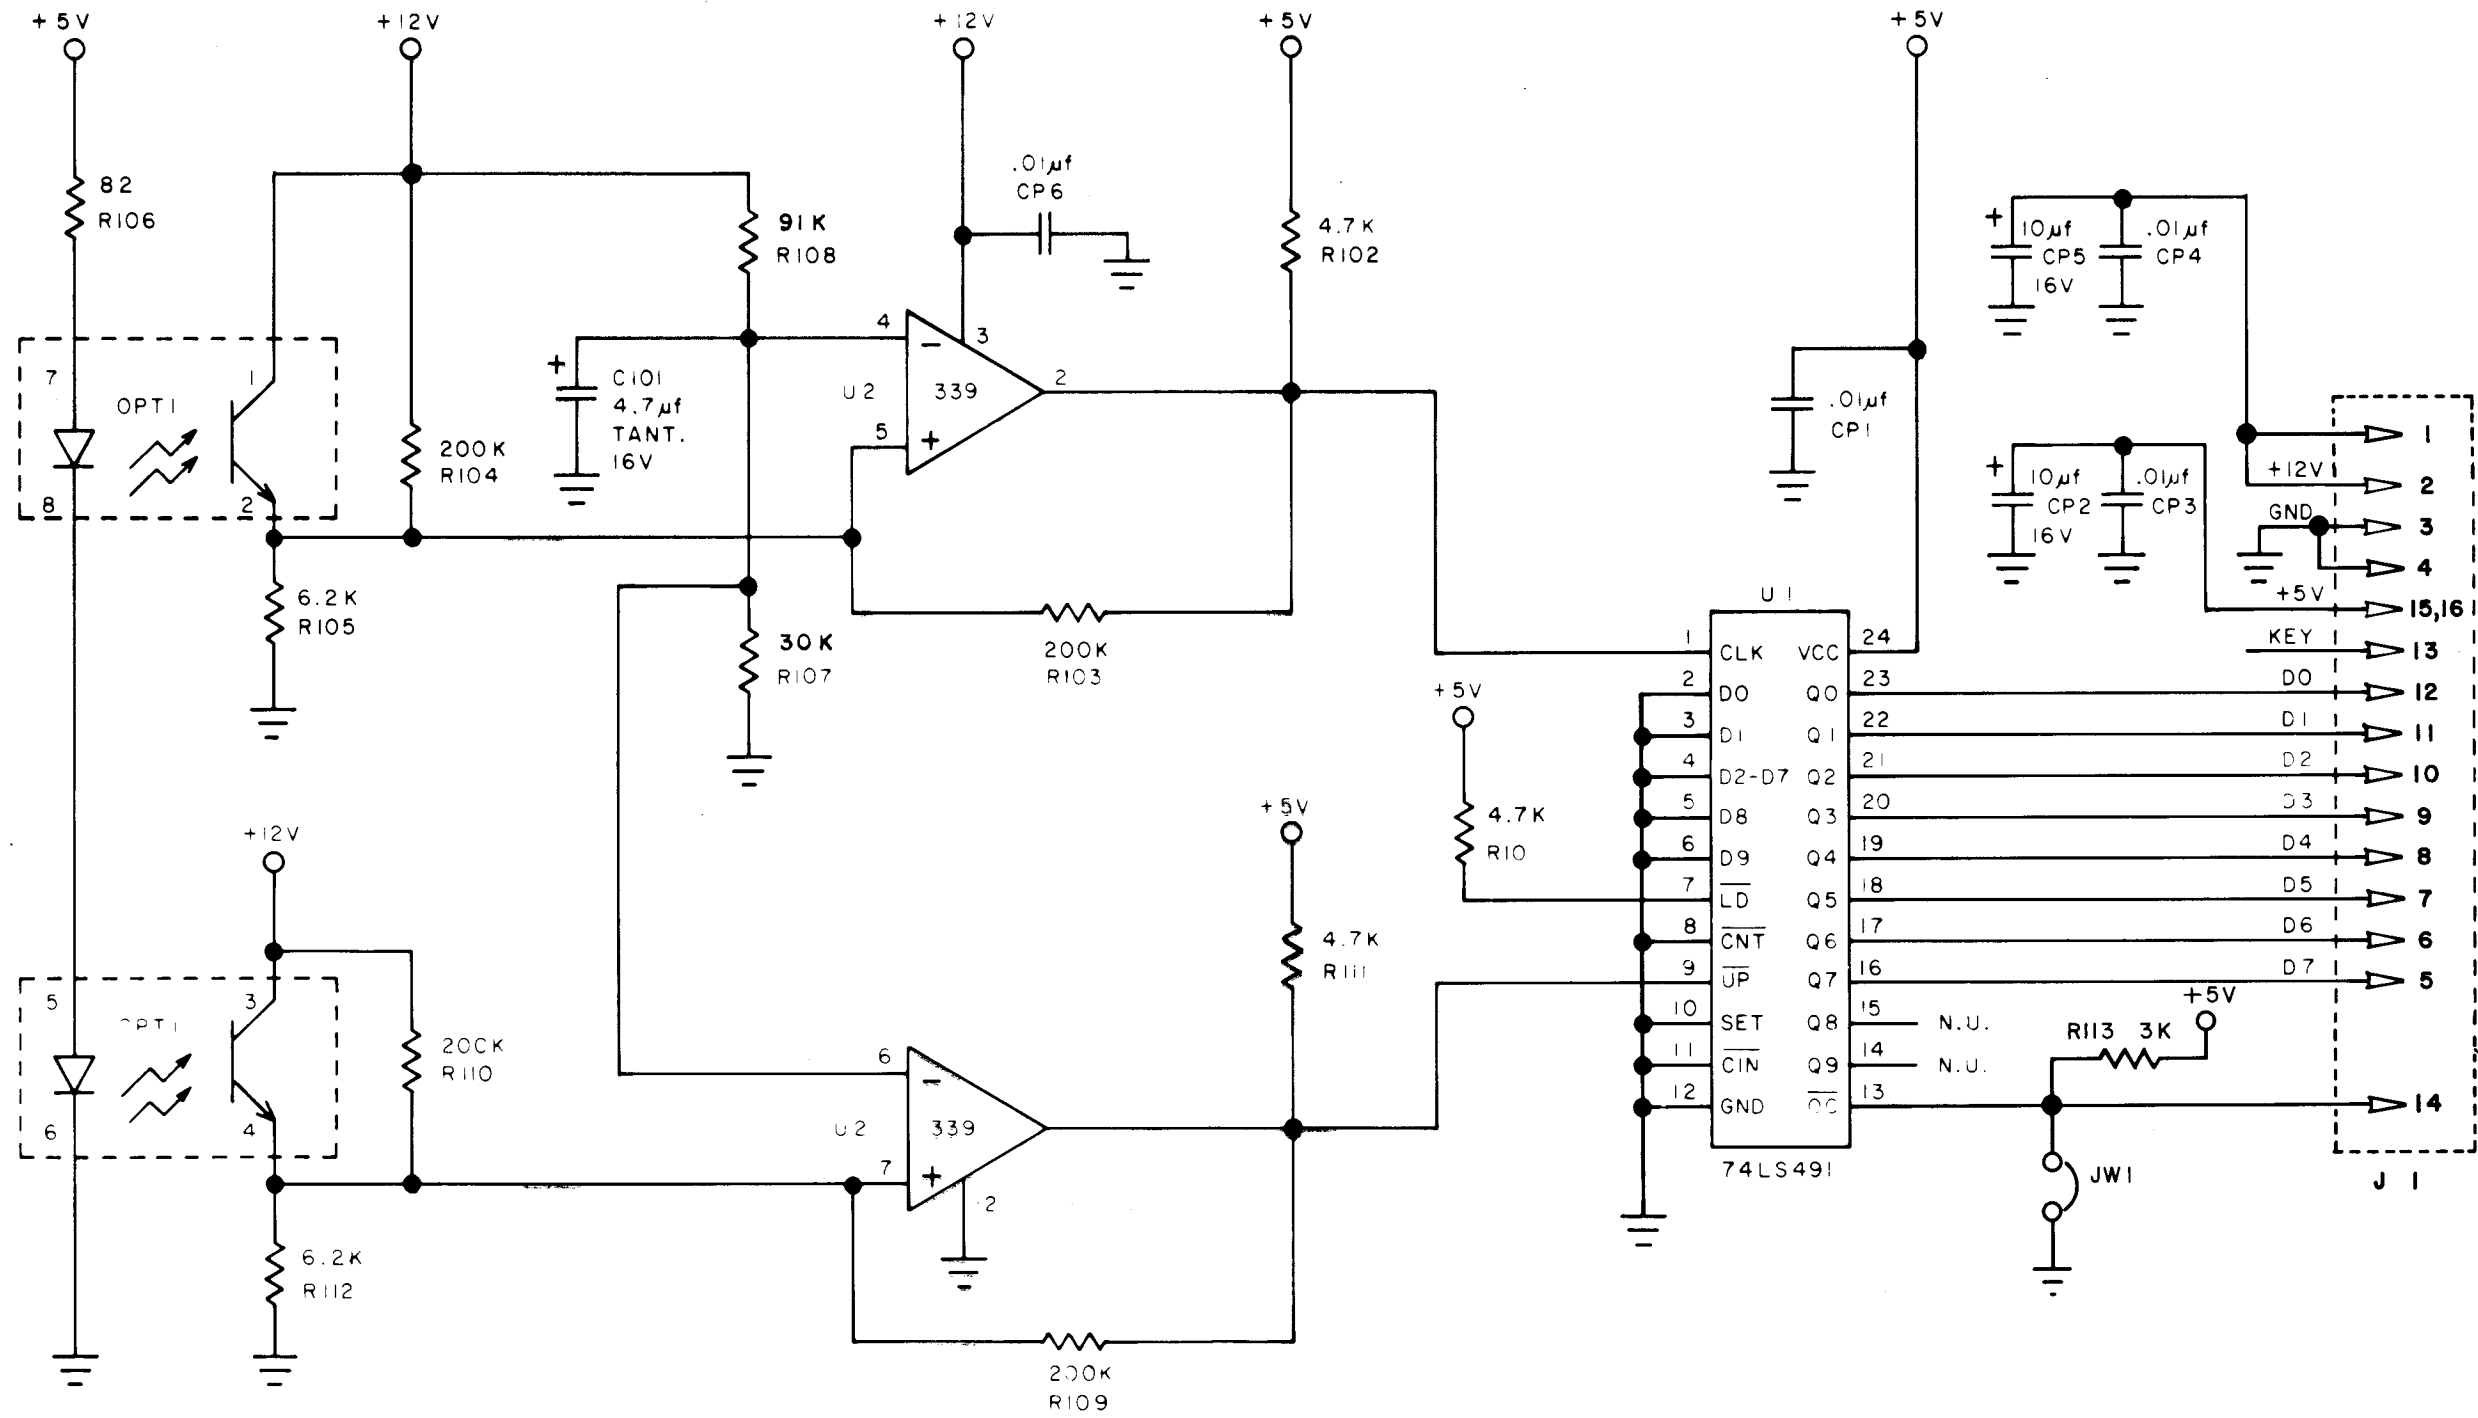 +5V
+12V
+12V
+5V
+5V
82
R106
91K
R108
.01µf
CP6
4.7K
R102
+
10µf
CP5
16V
.01µf
CP4
7
OPT1
1
8
2
200K
R104
+
C101
4.7µf
TANT.
16V
4
−
3
U2
339
2
5
+
.01µf
CP1
1
+12V
2
+
10µf
CP2
16V
.01µf
CP3
GND
3
4
+5V
15,16
KEY
13
6.2K
R105
30K
R107
200K
R103
U1
1
CLK
VCC
24
2
D0
Q0
23
D0
12
+5V
3
D1
Q1
22
D1
11
4
D2-D7
Q2
21
D2
10
4.7K
R10
5
D8
Q3
20
D3
9
6
D9
Q4
19
D4
8
7
LD
Q5
18
D5
7
8
CNT
Q6
17
D6
6
9
UP
Q7
16
D7
5
10
SET
Q8
15
N.U.
11
CIN
Q9
14
N.U.
12
GND
13
14
74LS491
J1
R113 3K
+5V
JW1
+12V
+5V
4.7K
R111
5
3
6
4
200K
R110
6
−
U2
339
7
+
6.2K
R112
200K
R109